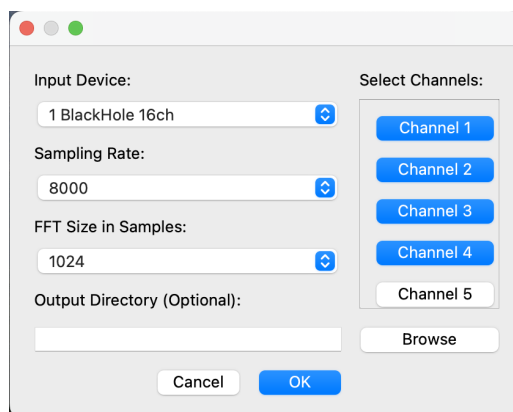 Input Device:
1 BlackHole 16ch
Sampling Rate:
8000
FFT Size in Samples:
1024
Output Directory (Optional):
Select Channels:
Channel 1
Channel 2
Channel 3
Channel 4
Channel 5
Browse
Cancel
OK